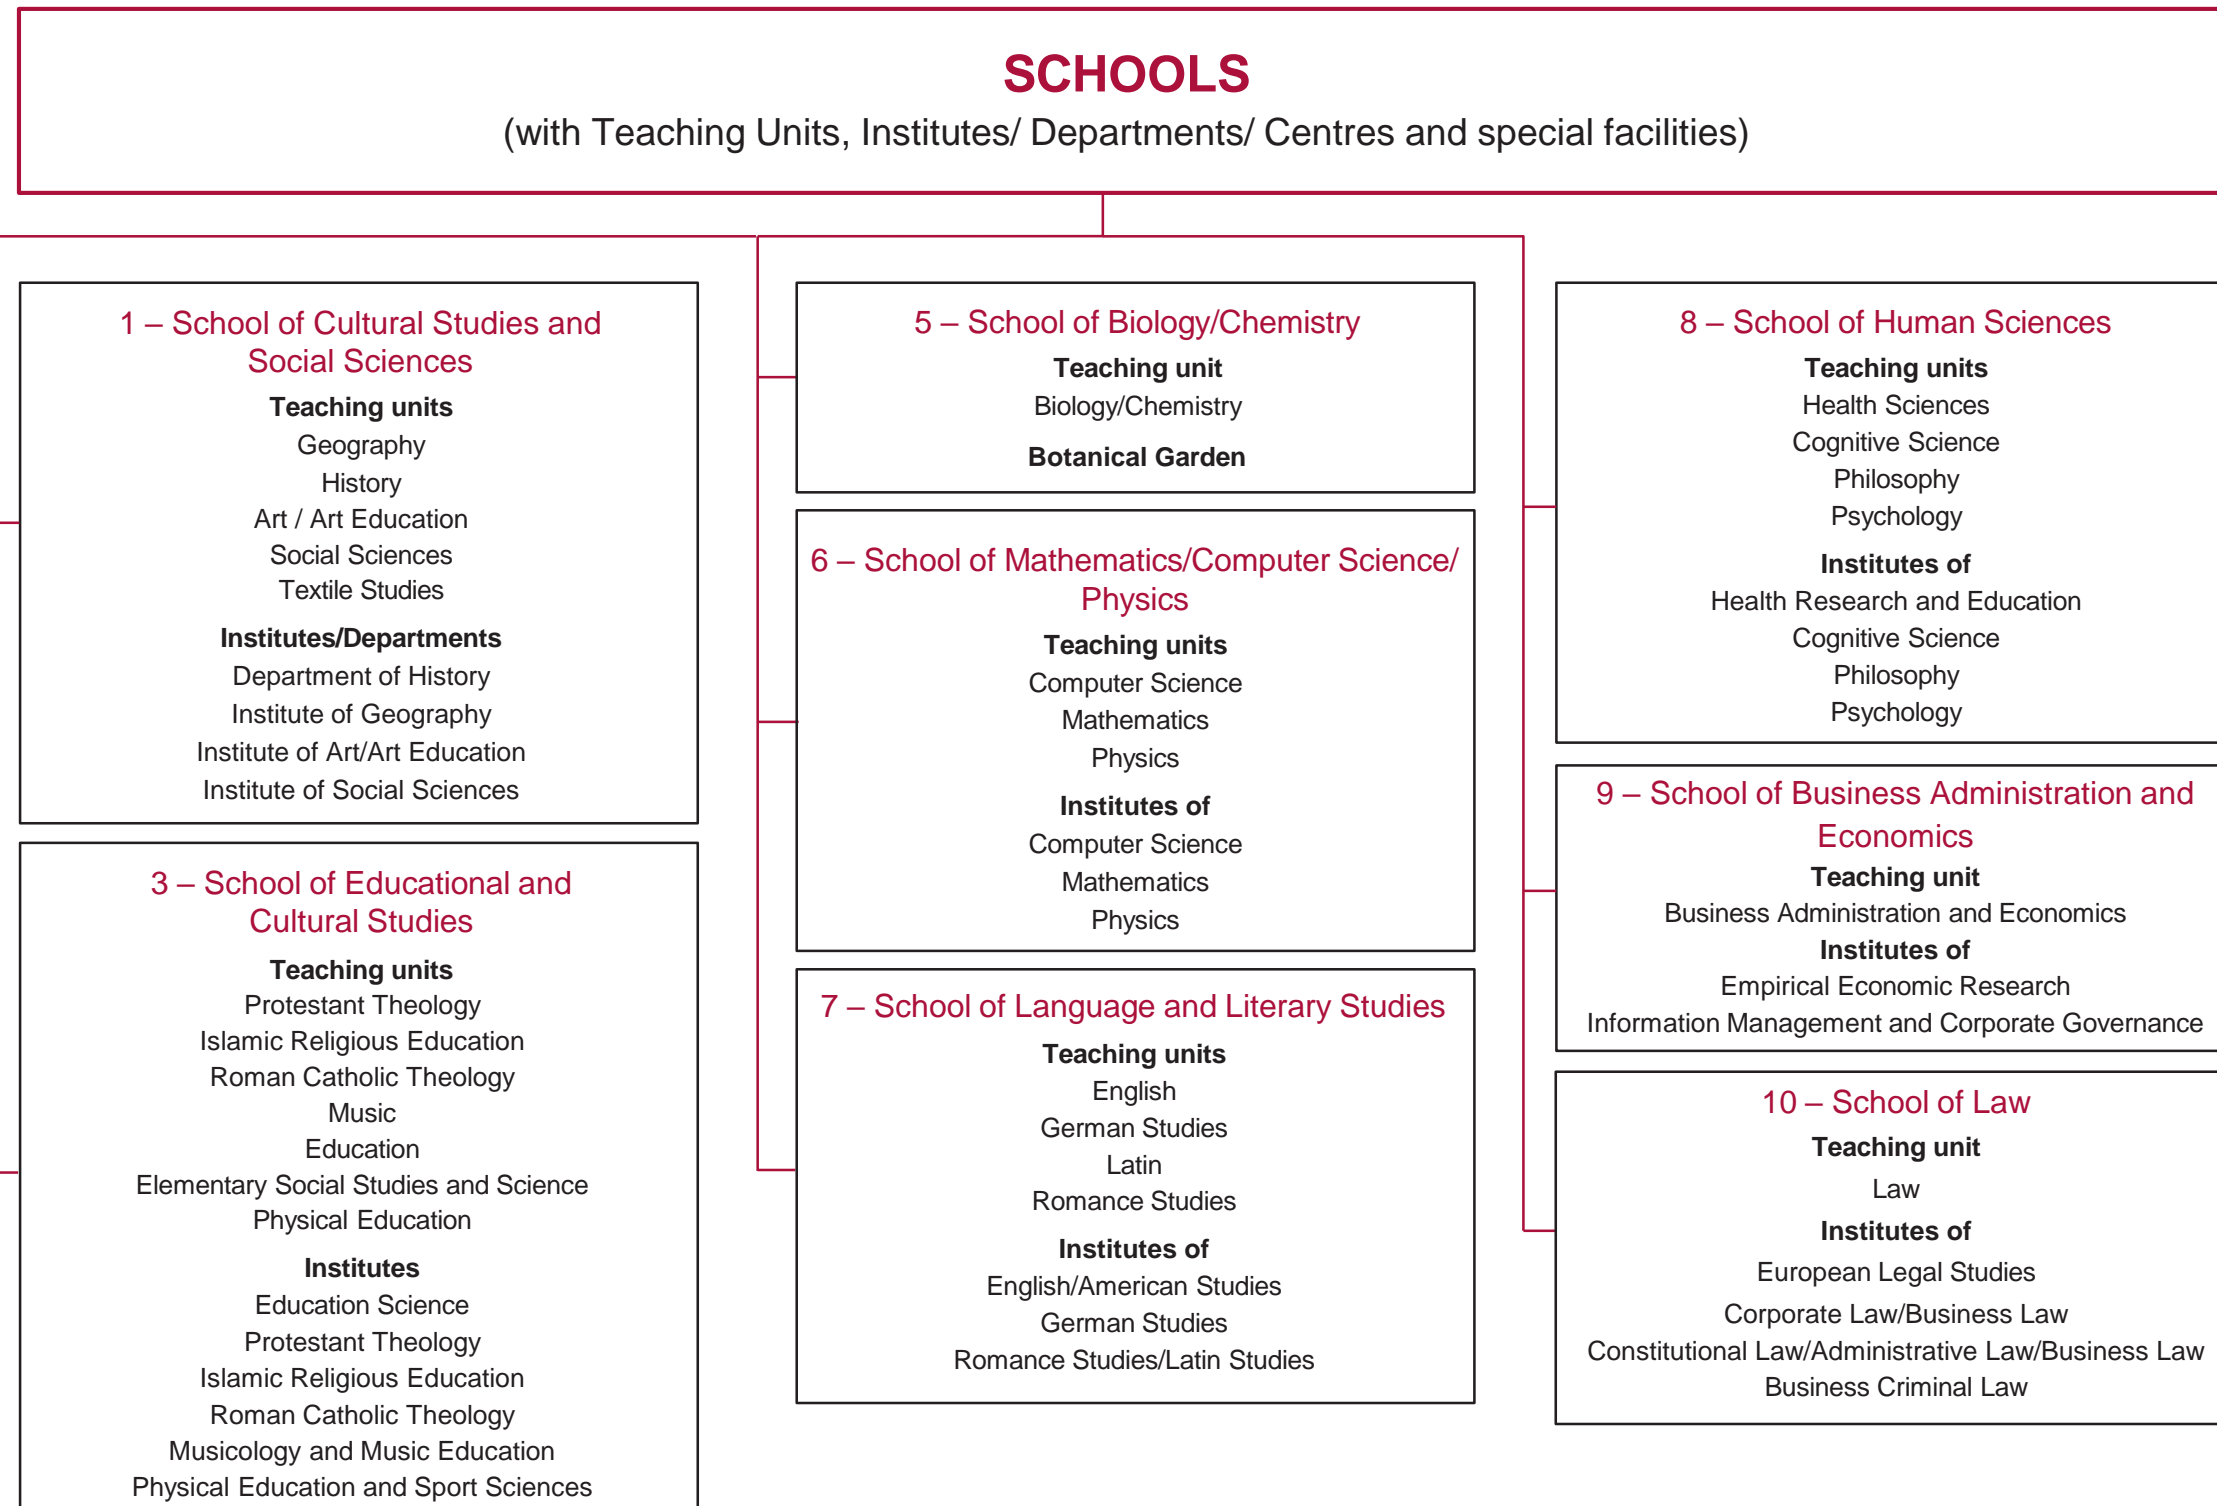 SCHOOLS
(with Teaching Units, Institutes/ Departments/ Centres and special facilities)
1 – School of Cultural Studies and
Social Sciences
Teaching units
Geography
History
Art / Art Education
Social Sciences
Textile Studies
Institutes/Departments
Department of History
Institute of Geography
Institute of Art/Art Education
Institute of Social Sciences
3 – School of Educational and
Cultural Studies
Teaching units
Protestant Theology
Islamic Religious Education
Roman Catholic Theology
Music
Education
Elementary Social Studies and Science
Physical Education
Institutes
Education Science
Protestant Theology
Islamic Religious Education
Roman Catholic Theology
Musicology and Music Education
Physical Education and Sport Sciences
5 – School of Biology/Chemistry
Teaching unit
Biology/Chemistry
Botanical Garden
6 – School of Mathematics/Computer Science/
Physics
Teaching units
Computer Science
Mathematics
Physics
Institutes of
Computer Science
Mathematics
Physics
7 – School of Language and Literary Studies
Teaching units
English
German Studies
Latin
Romance Studies
Institutes of
English/American Studies
German Studies
Romance Studies/Latin Studies
8 – School of Human Sciences
Teaching units
Health Sciences
Cognitive Science
Philosophy
Psychology
Institutes of
Health Research and Education
Cognitive Science
Philosophy
Psychology
9 – School of Business Administration and
Economics
Teaching unit
Business Administration and Economics
Institutes of
Empirical Economic Research
Information Management and Corporate Governance
10 – School of Law
Teaching unit
Law
Institutes of
European Legal Studies
Corporate Law/Business Law
Constitutional Law/Administrative Law/Business Law
Business Criminal Law